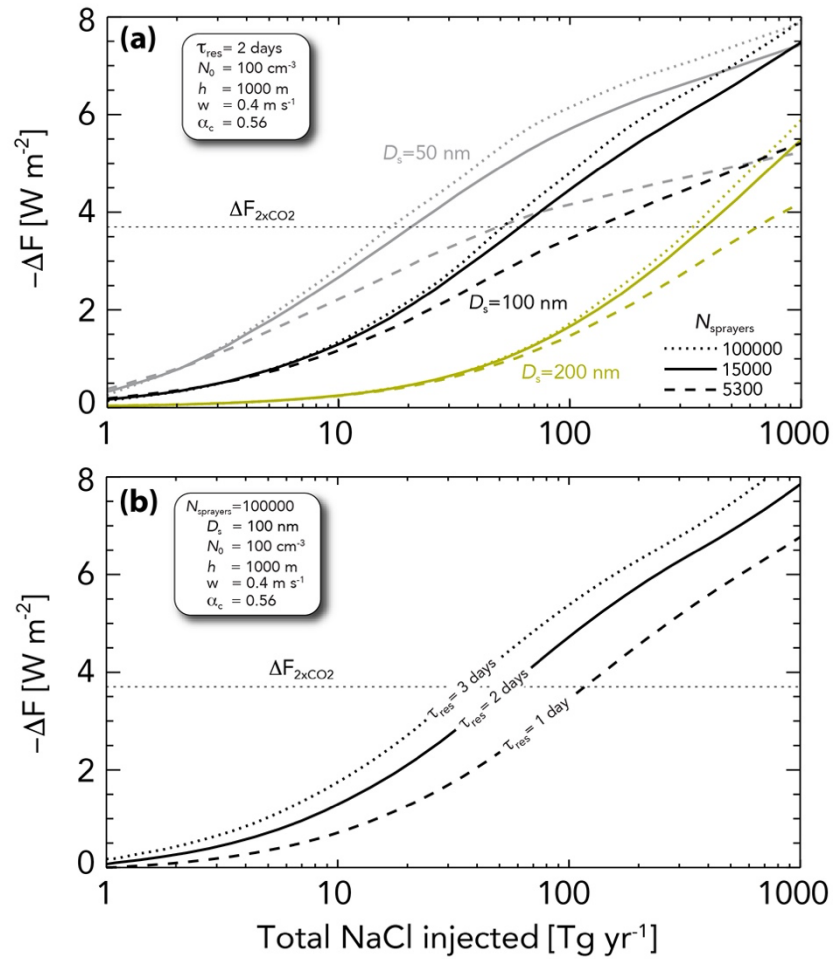 (a)
τres= 2 days
N0 = 100 cm-3
h = 1000 m
w = 0.4 m s-1
αc = 0.56
8
6
4
2
0
−ΔF [W m-2]
Ds=50 nm
ΔF2xCO2
Ds=100 nm
Ds=200 nm
Nsprayers
100000
15000
5300
1 10 100 1000
(b)
Nsprayers=100000
Ds = 100 nm
N0 = 100 cm-3
h = 1000 m
w = 0.4 m s-1
αc = 0.56
8
6
4
2
0
−ΔF [W m-2]
ΔF2xCO2
τres= 3 days
τres= 2 days
τres= 1 day
1 10 100 1000
Total NaCl injected [Tg yr-1]